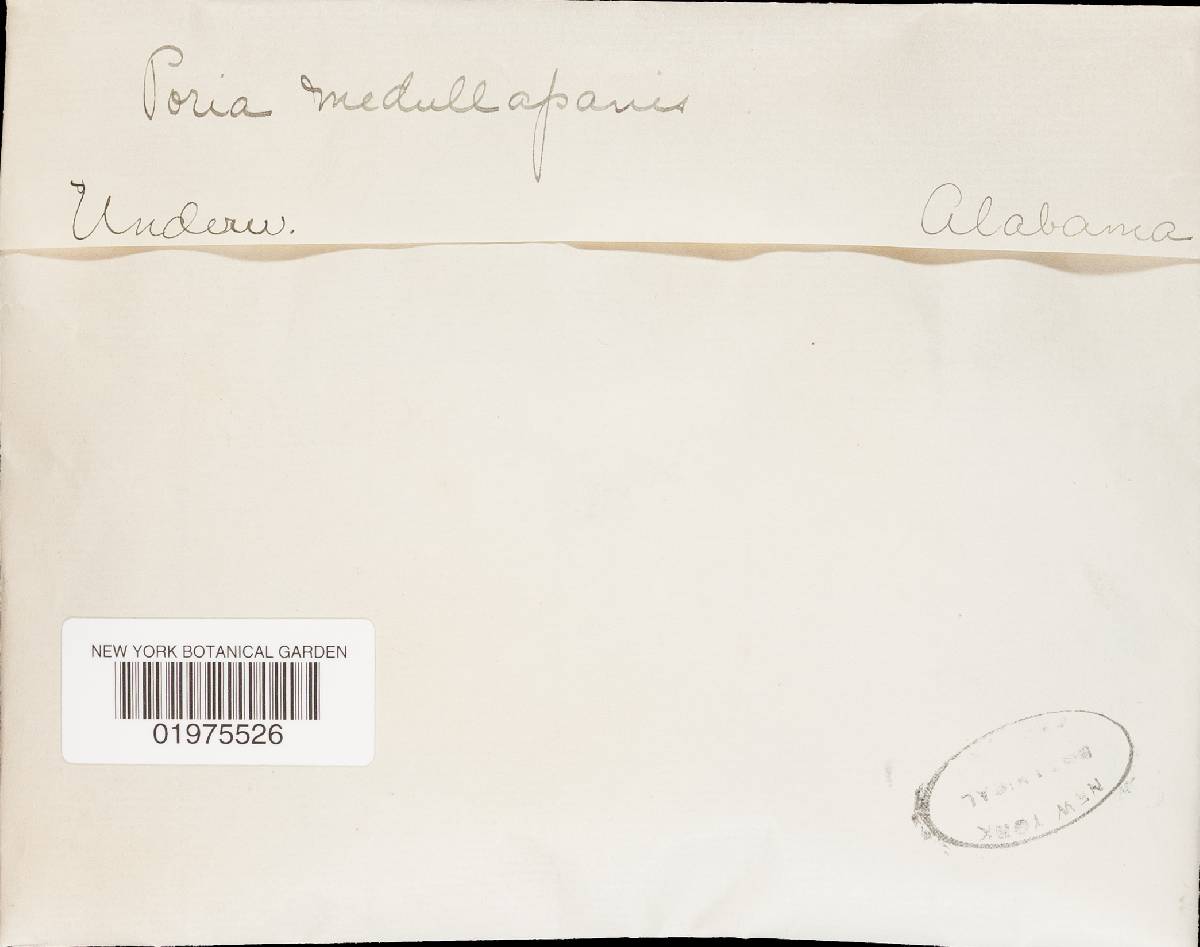 Poria medullapanis
Underw. Alabama
NEW YORK BOTANICAL GARDEN
01975526
NEW YORK
BOTANICAL